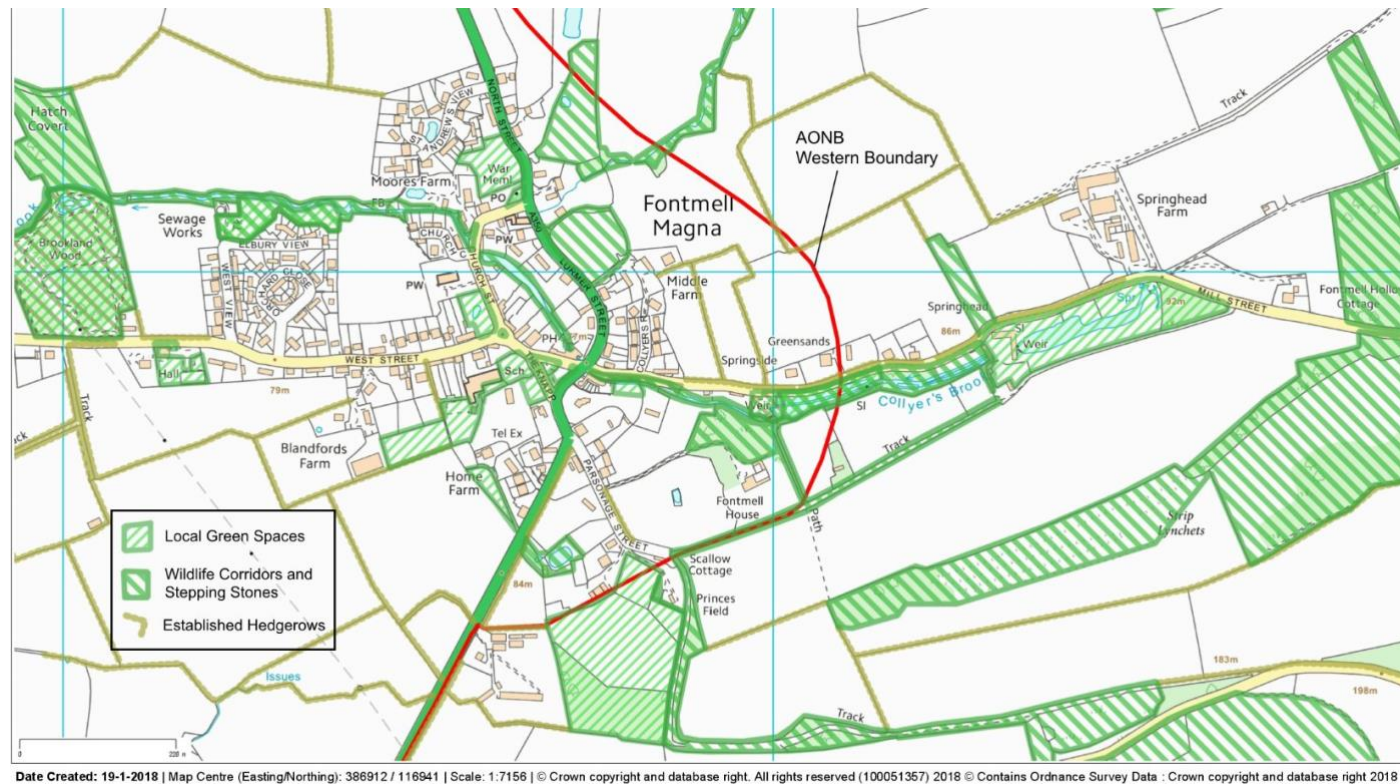 NORTH STREET
Hatch
Covert
ST ANDREW'S VIEW
Track
AONB
Western Boundary
War
Meml
Moores Farm
PO
FB
Fontmell
Magna
Springhead
Farm
Sewage
Works
CHURCH
PW
A350
Brookland
Wood
ELBURY VIEW
WEST VIEW
ORCHARD CLOSE
CHURCH ST
LURMER STREET
PW
Middle
Farm
Spr
92m
MILL STREET
Fontmell Hollow
Cottage
Springhead
86m
SI
Weir
PH
Greensands
COLLYERS R
Springside
WEST STREET
Hall
79m
Sch
THE KNAPP
Weir
SI
Collyer's Brook
Track
Track
Blandfords
Farm
Tel Ex
Home
Farm
PARSONAGE STREET
Fontmell
House
Path
Strip
Lynchets
Local Green Spaces
Wildlife Corridors and
Stepping Stones
Established Hedgerows
84m
Scallow
Cottage
Princes
Field
Issues
183m
198m
Track
0
Date Created: 19-1-2018 | Map Centre (Easting/Northing): 386912 / 116941 | Scale: 1:7156 | © Crown copyright and database right. All rights reserved (100051357) 2018 © Contains Ordnance Survey Data : Crown copyright and database right 2018